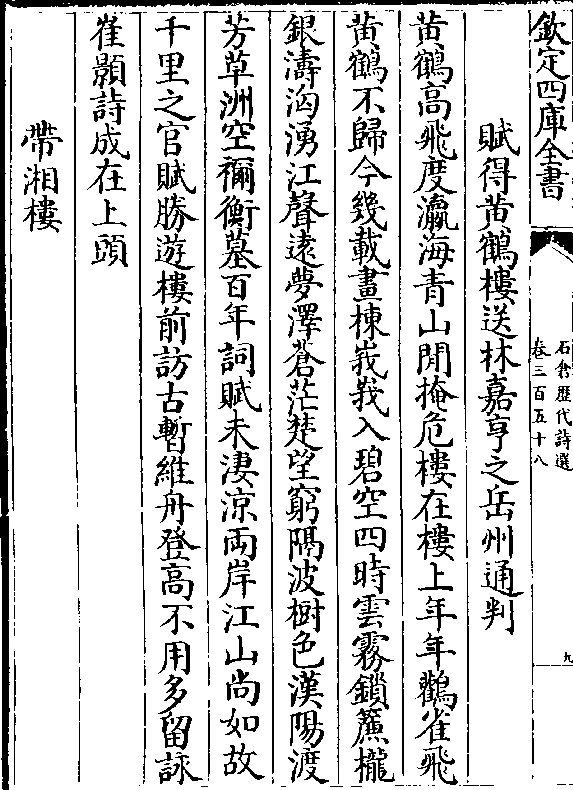 欽定四庫全書
石倉歷代詩選
卷三百五十八
九
賦得黄鶴樓送林嘉亨之岳州通判
黄鶴高飛度瀛海青山閒掩危樓在樓上年年鸛雀飛
黄鶴不歸今幾載畫棟峩峩入碧空四時雲霧鎖簾櫳
銀濤洶湧江聲遠夢澤蒼茫楚望窮隔波樹色漢陽渡
芳草洲空禰衡墓百年詞賦未淒凉两岸江山尚如故
千里之官賦勝遊樓前訪古暫維舟登高不用多留詠
崔顥詩成在上頭
帶湘樓